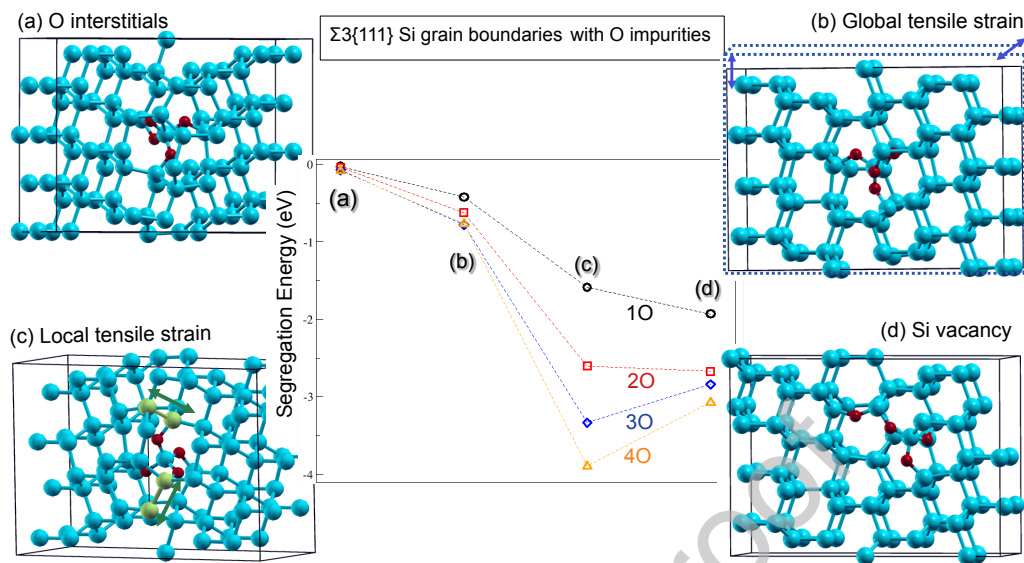 (a) O interstitials
Σ3{111} Si grain boundaries with O impurities
(b) Global tensile strain
Segregation Energy (eV)
0
-1
-2
-3
-4
(a)
(b)
(c)
(d)
1O
2O
3O
4O
(c) Local tensile strain
(d) Si vacancy